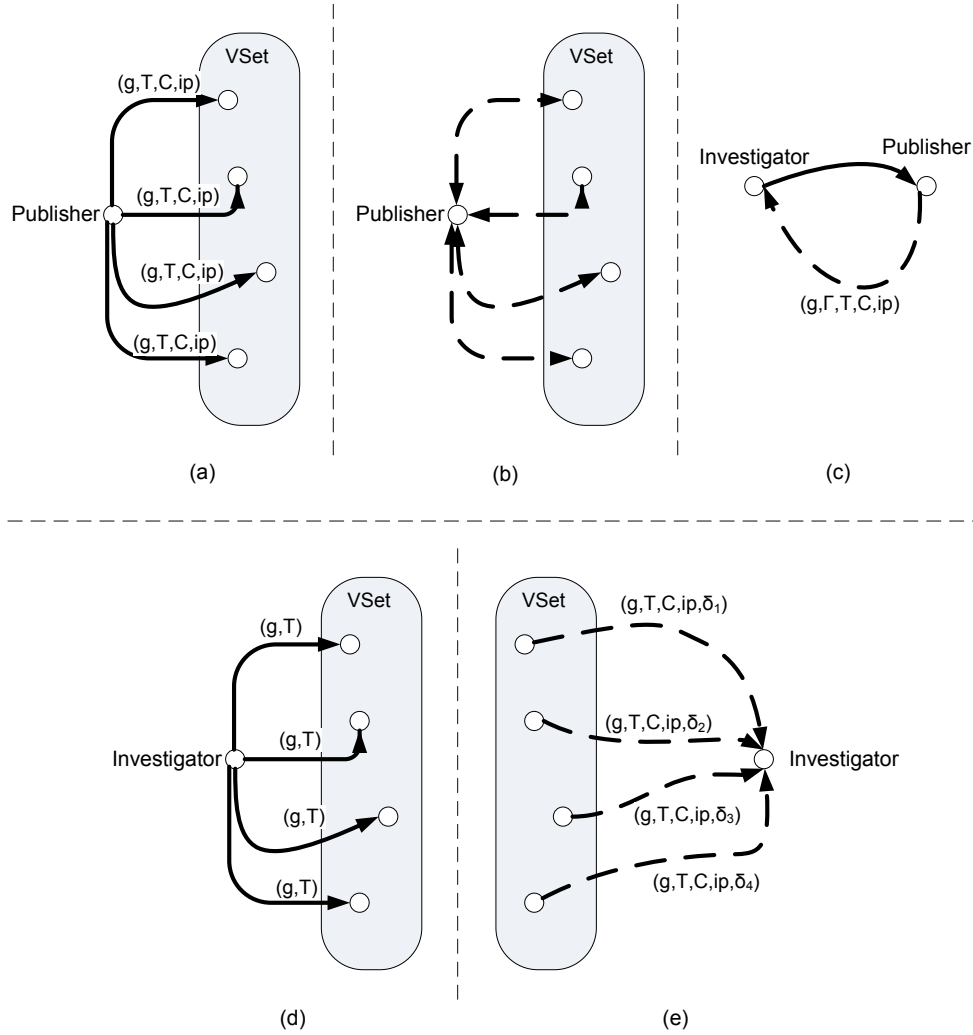 VSet
(g,T,C,ip)
(g,T,C,ip)
Publisher
(g,T,C,ip)
(g,T,C,ip)
(a)
VSet
Publisher
(b)
Investigator
Publisher
(g,Γ,T,C,ip)
(c)
VSet
(g,T)
(g,T)
Investigator
(g,T)
(g,T)
(d)
VSet
(g,T,C,ip,δ₁)
(g,T,C,ip,δ₂)
Investigator
(g,T,C,ip,δ₃)
(g,T,C,ip,δ₄)
(e)